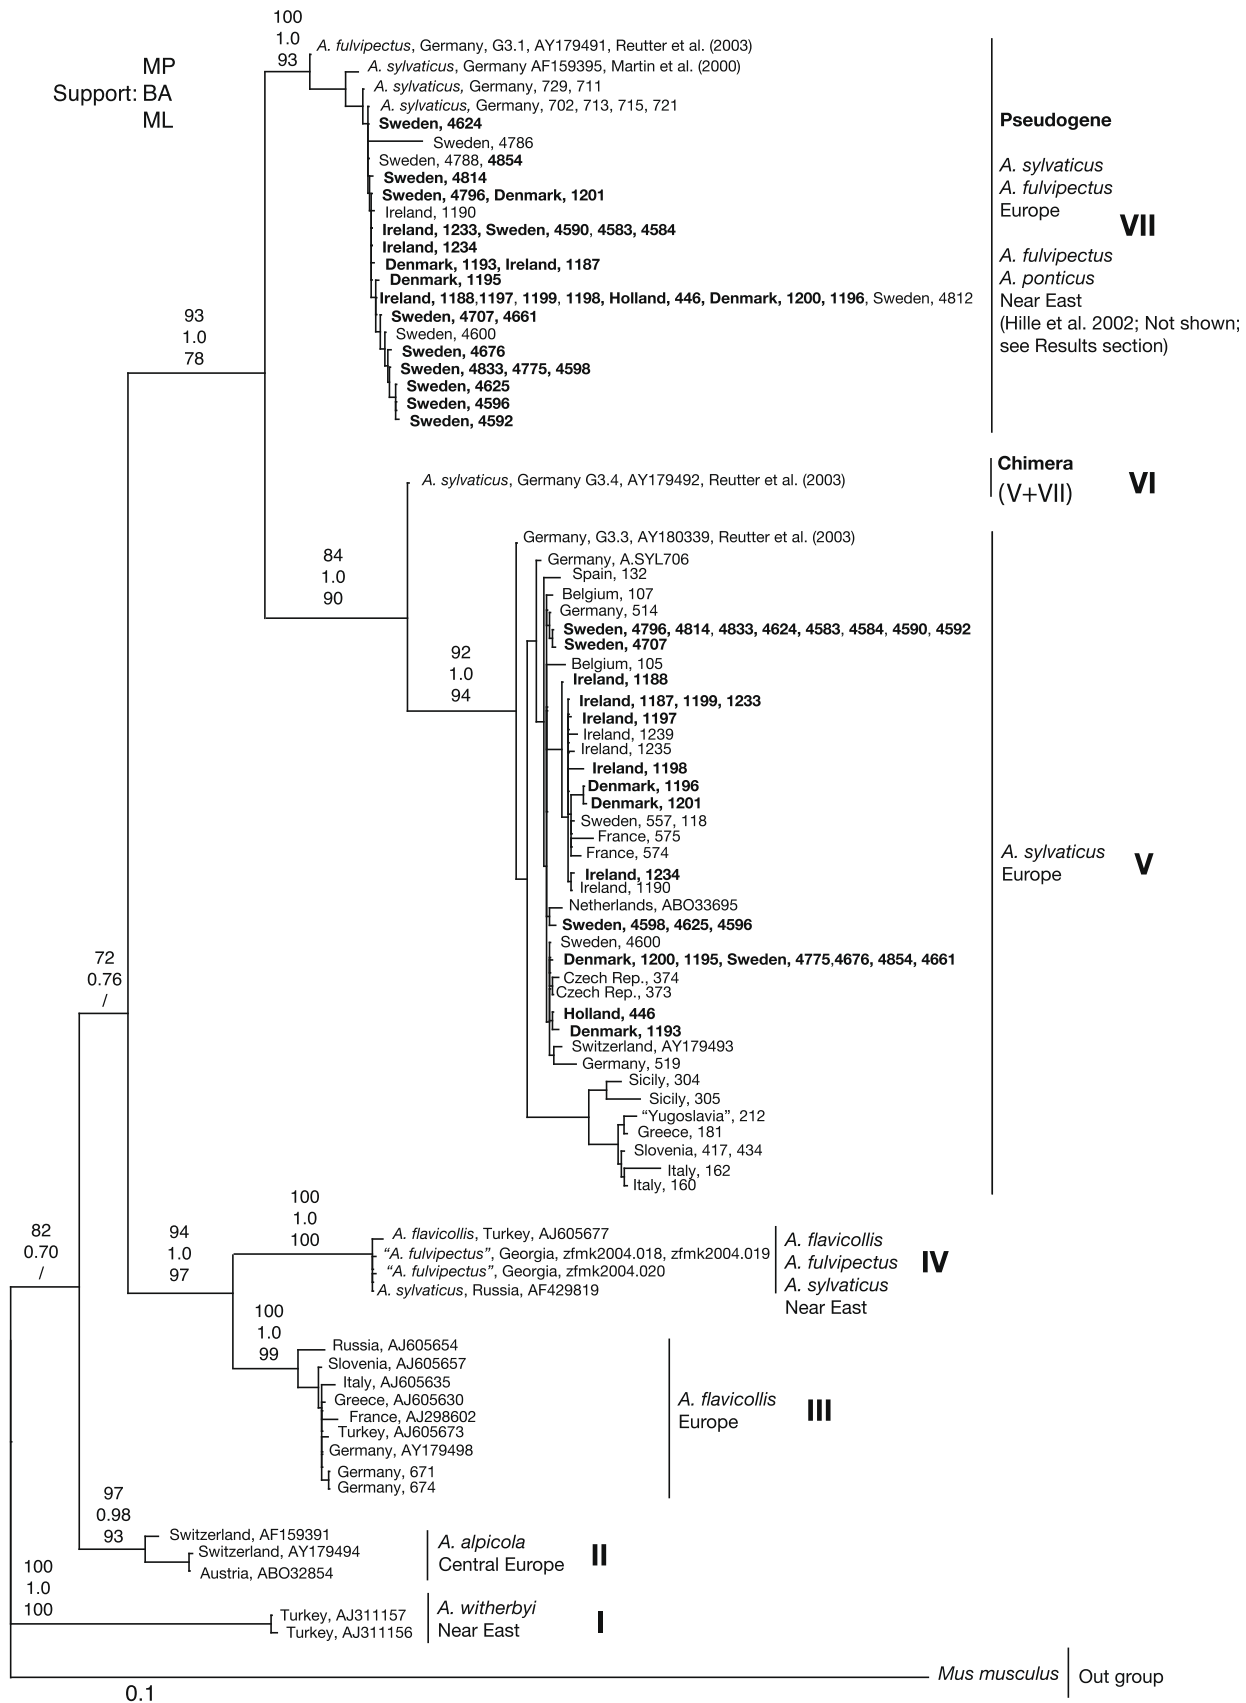 100
1.0
93
MP
Support: BA
ML
A. fulvipectus, Germany, G3.1, AY179491, Reutter et al. (2003)
A. sylvaticus, Germany AF159395, Martin et al. (2000)
A. sylvaticus, Germany, 729, 711
A. sylvaticus, Germany, 702, 713, 715, 721
Sweden, 4624
Sweden, 4786
Sweden, 4788, 4854
Sweden, 4814
Sweden, 4796, Denmark, 1201
Ireland, 1190
Ireland, 1233, Sweden, 4590, 4583, 4584
Ireland, 1234
Denmark, 1193, Ireland, 1187
Denmark, 1195
Ireland, 1188,1197, 1199, 1198, Holland, 446, Denmark, 1200, 1196, Sweden, 4812
Sweden, 4707, 4661
Sweden, 4600
Sweden, 4676
Sweden, 4833, 4775, 4598
Sweden, 4625
Sweden, 4596
Sweden, 4592
Pseudogene
A. sylvaticus
A. fulvipectus
Europe
VII
A. fulvipectus
A. ponticus
Near East
(Hille et al. 2002; Not shown;
see Results section)
93
1.0
78
A. sylvaticus, Germany G3.4, AY179492, Reutter et al. (2003)
Chimera
(V+VII)
VI
84
1.0
90
92
1.0
94
Germany, G3.3, AY180339, Reutter et al. (2003)
Germany, A.SYL706
Spain, 132
Belgium, 107
Germany, 514
Sweden, 4796, 4814, 4833, 4624, 4583, 4584, 4590, 4592
Sweden, 4707
Belgium, 105
Ireland, 1188
Ireland, 1187, 1199, 1233
Ireland, 1197
Ireland, 1239
Ireland, 1235
Ireland, 1198
Denmark, 1196
Denmark, 1201
Sweden, 557, 118
France, 575
France, 574
Ireland, 1234
Ireland, 1190
Netherlands, ABO33695
Sweden, 4598, 4625, 4596
Sweden, 4600
Denmark, 1200, 1195, Sweden, 4775,4676, 4854, 4661
Czech Rep., 374
Czech Rep., 373
Holland, 446
Denmark, 1193
Switzerland, AY179493
Germany, 519
Sicily, 304
Sicily, 305
“Yugoslavia”, 212
Greece, 181
Slovenia, 417, 434
Italy, 162
Italy, 160
A. sylvaticus
Europe
V
72
0.76
/
82
0.70
/
94
1.0
97
100
1.0
100
A. flavicollis, Turkey, AJ605677
“A. fulvipectus”, Georgia, zfmk2004.018, zfmk2004.019
“A. fulvipectus”, Georgia, zfmk2004.020
A. sylvaticus, Russia, AF429819
A. flavicollis
A. fulvipectus
A. sylvaticus
Near East
IV
100
1.0
99
Russia, AJ605654
Slovenia, AJ605657
Italy, AJ605635
Greece, AJ605630
France, AJ298602
Turkey, AJ605673
Germany, AY179498
Germany, 671
Germany, 674
A. flavicollis
Europe
III
97
0.98
93
Switzerland, AF159391
Switzerland, AY179494
Austria, ABO32854
A. alpicola
Central Europe
II
100
1.0
100
Turkey, AJ311157
Turkey, AJ311156
A. witherbyi
Near East
I
Mus musculus
Out group
0.1